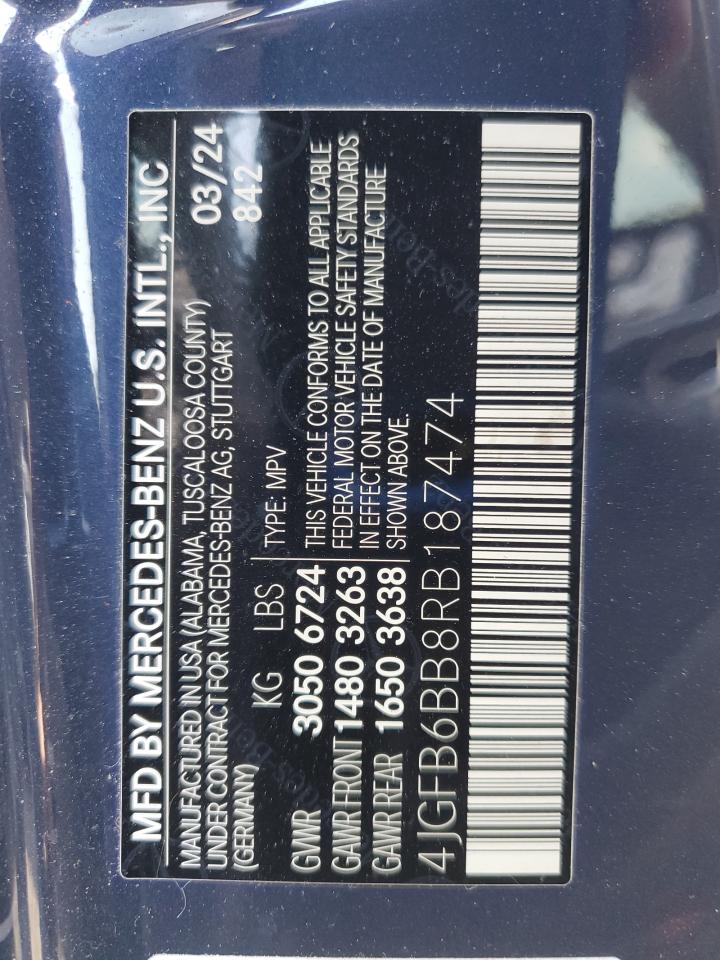 MFD BY MERCEDES-BENZ U.S. INTL., INC
MANUFACTURED IN USA (ALABAMA, TUSCALOOSA COUNTY) 03/24
UNDER CONTRACT FOR MERCEDES-BENZ AG, STUTTGART 842
(GERMANY)
KG LBS TYPE: MPV
GVWR 3050 6724 THIS VEHICLE CONFORMS TO ALL APPLICABLE
GAWR FRONT 1480 3263 FEDERAL MOTOR VEHICLE SAFETY STANDARDS
IN EFFECT ON THE DATE OF MANUFACTURE
GAWR REAR 1650 3638 SHOWN ABOVE.
4JGFB6BB8RB187474